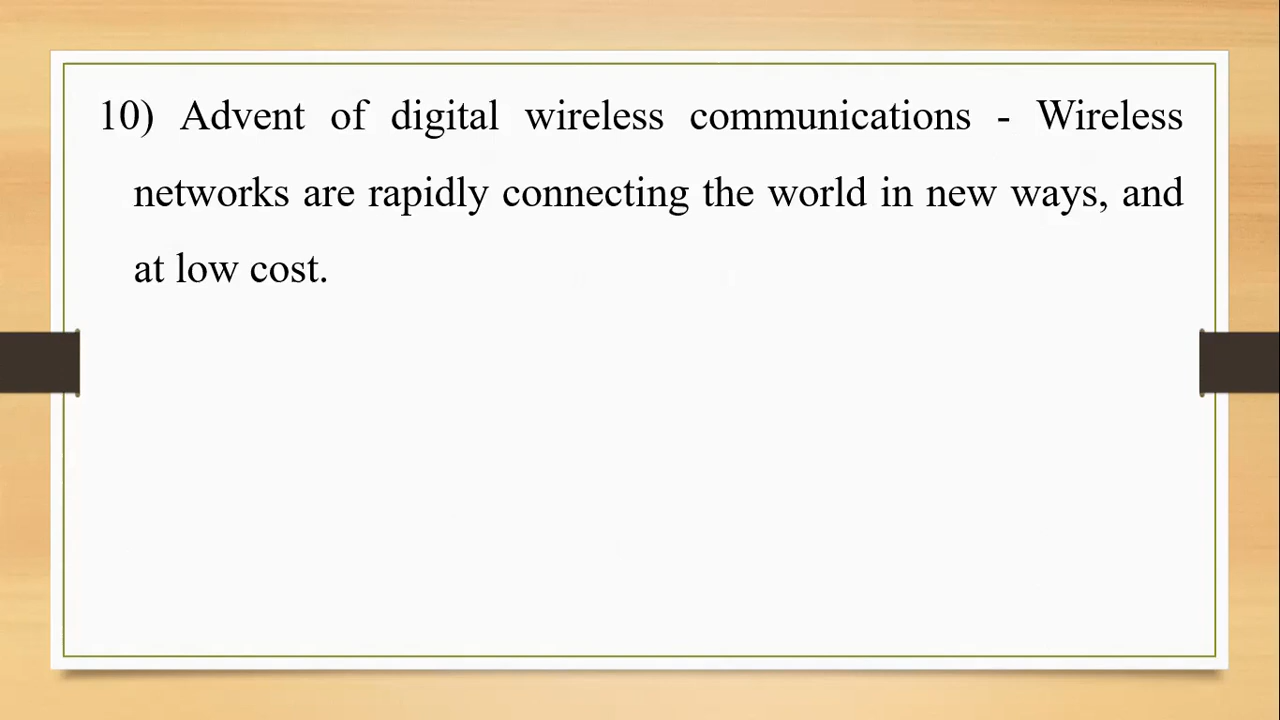 10) Advent of digital wireless communications - Wireless
networks are rapidly connecting the world in new ways, and
at low cost.